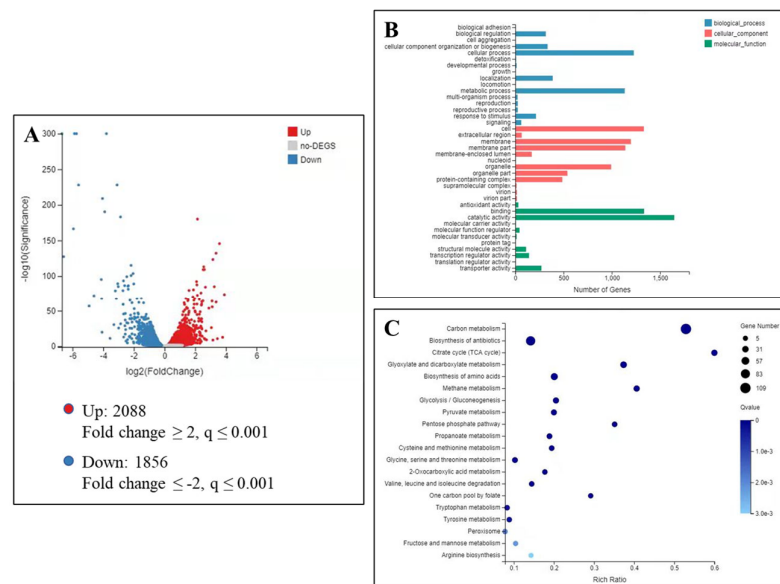 A
Up
no-DEGS
Down
300
250
200
150
100
50
0
-log10(Significance)
-6
-4
-2
0
2
4
6
log2(FoldChange)
Up: 2088
Fold change ≥ 2, q ≤ 0.001
Down: 1856
Fold change ≤ -2, q ≤ 0.001
B
biological_process
cellular_component
molecular_function
biological adhesion
biological regulation
cell aggregation
cellular component organization or biogenesis
cellular process
detoxification
developmental process
growth
localization
locomotion
metabolic process
multi-organism process
reproduction
reproductive process
response to stimulus
signaling
cell
extracellular region
membrane
membrane part
membrane-enclosed lumen
nucleoid
organelle
organelle part
protein-containing complex
supramolecular complex
virion
virion part
antioxidant activity
binding
catalytic activity
molecular carrier activity
molecular function regulator
molecular transducer activity
protein tag
structural molecule activity
transcription regulator activity
translation regulator activity
transporter activity
0
500
1,000
1,500
Number of Genes
C
Carbon metabolism
Biosynthesis of antibiotics
Citrate cycle (TCA cycle)
Glyoxylate and dicarboxylate metabolism
Biosynthesis of amino acids
Methane metabolism
Glycolysis / Gluconeogenesis
Pyruvate metabolism
Pentose phosphate pathway
Propanoate metabolism
Cysteine and methionine metabolism
Glycine, serine and threonine metabolism
2-Oxocarboxylic acid metabolism
Valine, leucine and isoleucine degradation
One carbon pool by folate
Tryptophan metabolism
Tyrosine metabolism
Peroxisome
Fructose and mannose metabolism
Arginine biosynthesis
0.1
0.2
0.3
0.4
0.5
0.6
Rich Ratio
Gene Number
5
31
57
83
109
Qvalue
0
1.0e-3
2.0e-3
3.0e-3